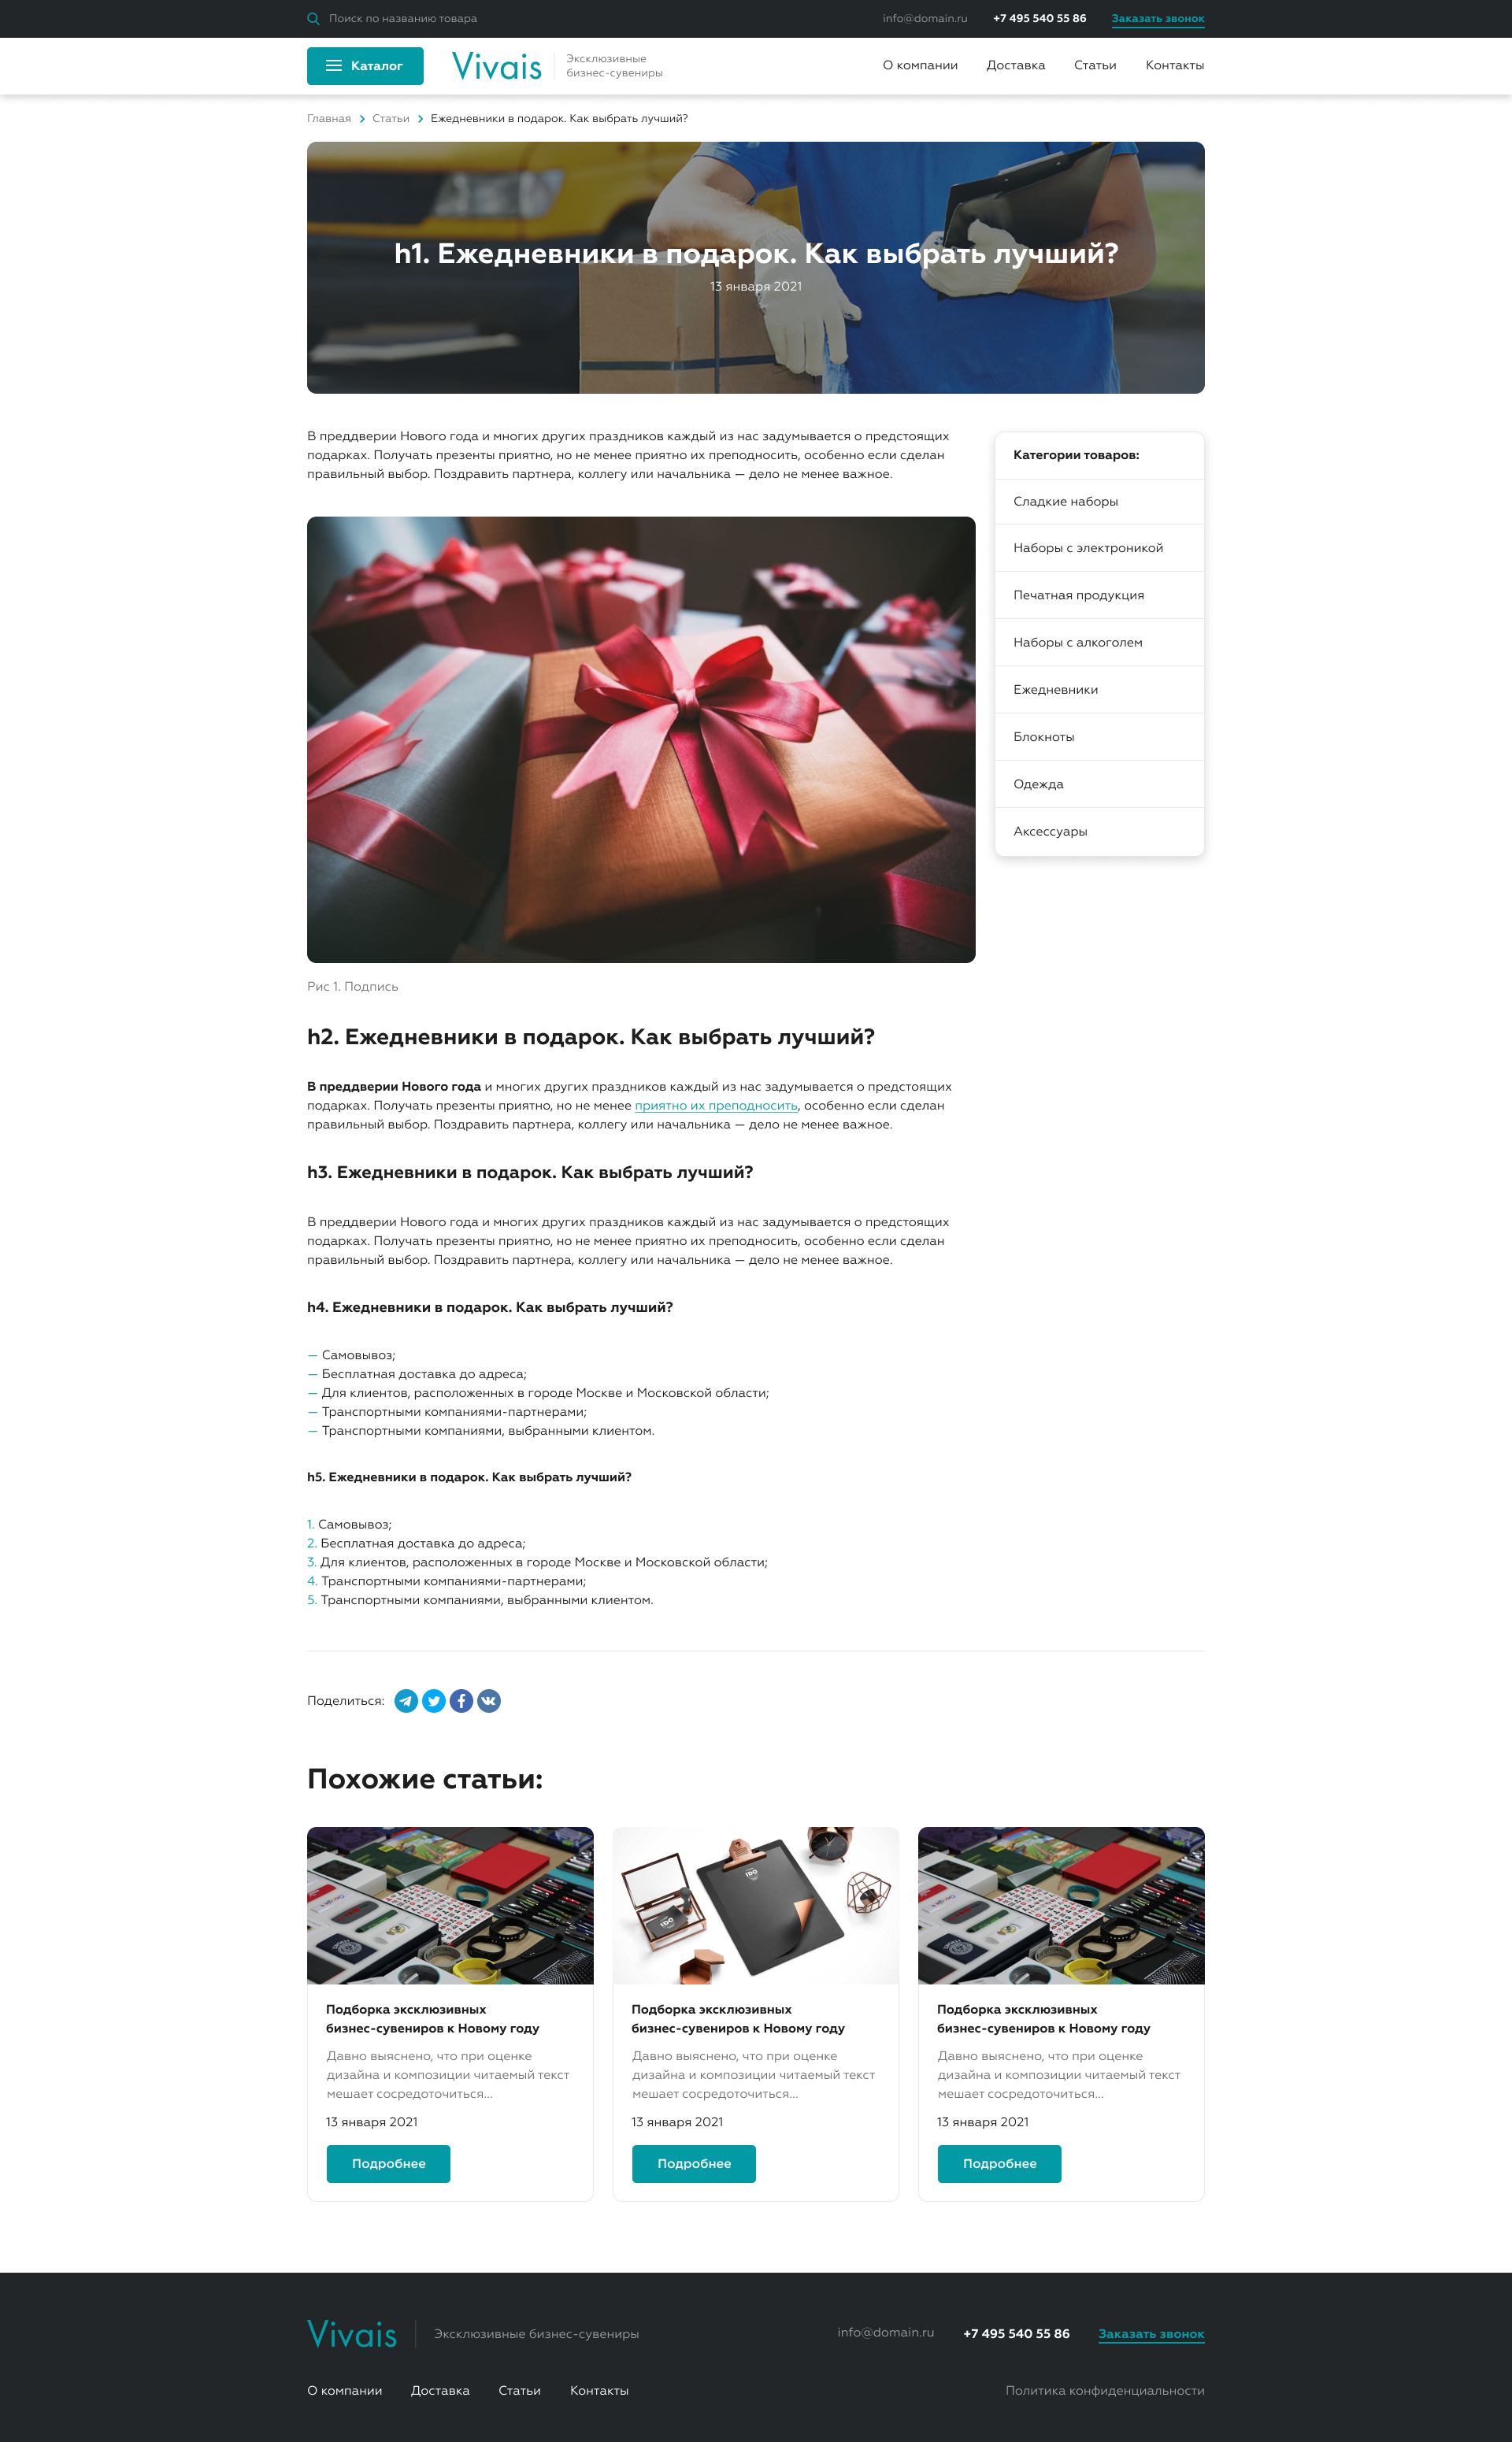 Поиск по названию товара
info@domain.ru
+7 495 540 55 86
Заказать звонок
Каталог
Vivais
Эксклюзивные
бизнес-сувениры
О компании
Доставка
Статьи
Контакты
Главная
Статьи
Ежедневники в подарок. Как выбрать лучший?
h1. Ежедневники в подарок. Как выбрать лучший?
13 января 2021
В преддверии Нового года и многих других праздников каждый из нас задумывается о предстоящих
подарках. Получать презенты приятно, но не менее приятно их преподносить, особенно если сделан
правильный выбор. Поздравить партнера, коллегу или начальника — дело не менее важное.
Категории товаров:
Сладкие наборы
Наборы с электроникой
Печатная продукция
Наборы с алкоголем
Ежедневники
Блокноты
Одежда
Аксессуары
Рис 1. Подпись
h2. Ежедневники в подарок. Как выбрать лучший?
В преддверии Нового года и многих других праздников каждый из нас задумывается о предстоящих
подарках. Получать презенты приятно, но не менее приятно их преподносить, особенно если сделан
правильный выбор. Поздравить партнера, коллегу или начальника — дело не менее важное.
h3. Ежедневники в подарок. Как выбрать лучший?
В преддверии Нового года и многих других праздников каждый из нас задумывается о предстоящих
подарках. Получать презенты приятно, но не менее приятно их преподносить, особенно если сделан
правильный выбор. Поздравить партнера, коллегу или начальника — дело не менее важное.
h4. Ежедневники в подарок. Как выбрать лучший?
— Самовывоз;
— Бесплатная доставка до адреса;
— Для клиентов, расположенных в городе Москве и Московской области;
— Транспортными компаниями-партнерами;
— Транспортными компаниями, выбранными клиентом.
h5. Ежедневники в подарок. Как выбрать лучший?
1. Самовывоз;
2. Бесплатная доставка до адреса;
3. Для клиентов, расположенных в городе Москве и Московской области;
4. Транспортными компаниями-партнерами;
5. Транспортными компаниями, выбранными клиентом.
Поделиться:
Похожие статьи:
Подборка эксклюзивных
бизнес-сувениров к Новому году
Давно выяснено, что при оценке
дизайна и композиции читаемый текст
мешает сосредоточиться...
13 января 2021
Подробнее
IDO
IDO
Подборка эксклюзивных
бизнес-сувениров к Новому году
Давно выяснено, что при оценке
дизайна и композиции читаемый текст
мешает сосредоточиться...
13 января 2021
Подробнее
Подборка эксклюзивных
бизнес-сувениров к Новому году
Давно выяснено, что при оценке
дизайна и композиции читаемый текст
мешает сосредоточиться...
13 января 2021
Подробнее
Vivais
Эксклюзивные бизнес-сувениры
info@domain.ru
+7 495 540 55 86
Заказать звонок
О компании
Доставка
Статьи
Контакты
Политика конфиденциальности